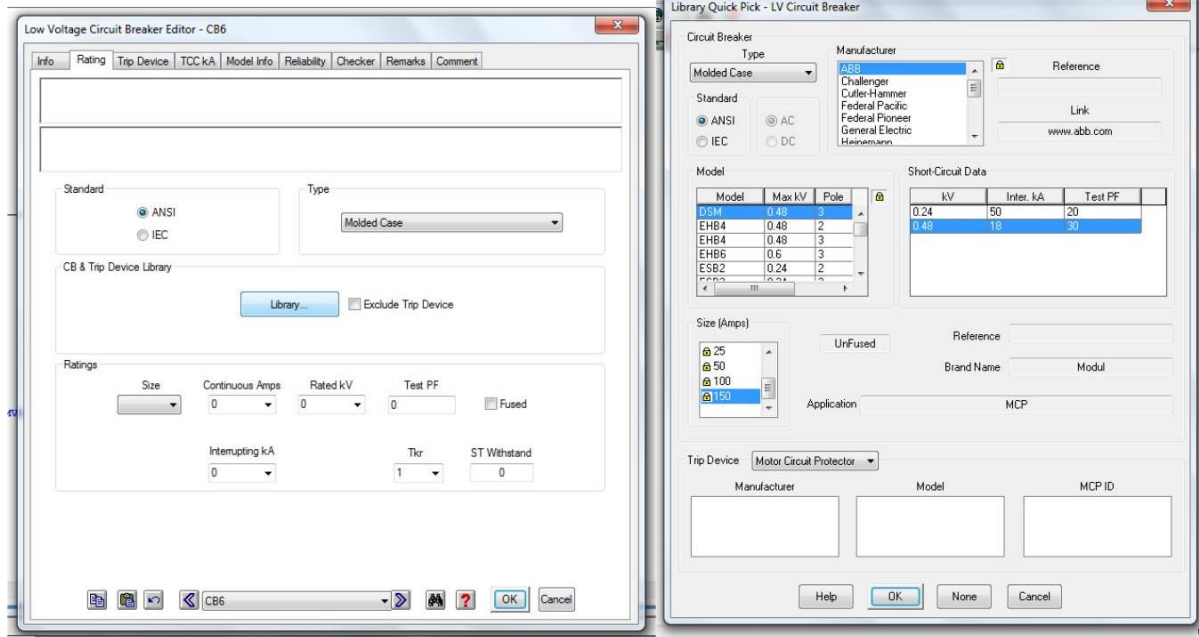 Low Voltage Circuit Breaker Editor - CB6
Info Rating Trip Device TCC kA Model Info Reliability Checker Remarks Comment
Standard
ANSI
IEC
Type
Molded Case
CB & Trip Device Library
Library...
Exclude Trip Device
Ratings
Size Continuous Amps Rated kV Test PF
0 0 0 Fused
Interrupting kA Tkr ST Withstand
0 1 0
CB6
OK Cancel
Library Quick Pick - LV Circuit Breaker
Circuit Breaker
Type
Molded Case
Standard
ANSI AC
IEC DC
Manufacturer
ABB
Challenger
Cutler-Hammer
Federal Pacific
Federal Pioneer
General Electric
Heinemann
Reference
Link
www.abb.com
Model
Model Max kV Pole
DSM 0.48 3
EHB4 0.48 2
EHB4 0.48 3
EHB6 0.6 3
ESB2 0.24 2
Short-Circuit Data
kV Inter. kA Test PF
0.24 50 20
0.48 18 30
Size (Amps)
25
50
100
150
UnFused
Reference
Brand Name Modul
Application MCP
Trip Device Motor Circuit Protector
Manufacturer Model MCP ID
Help OK None Cancel